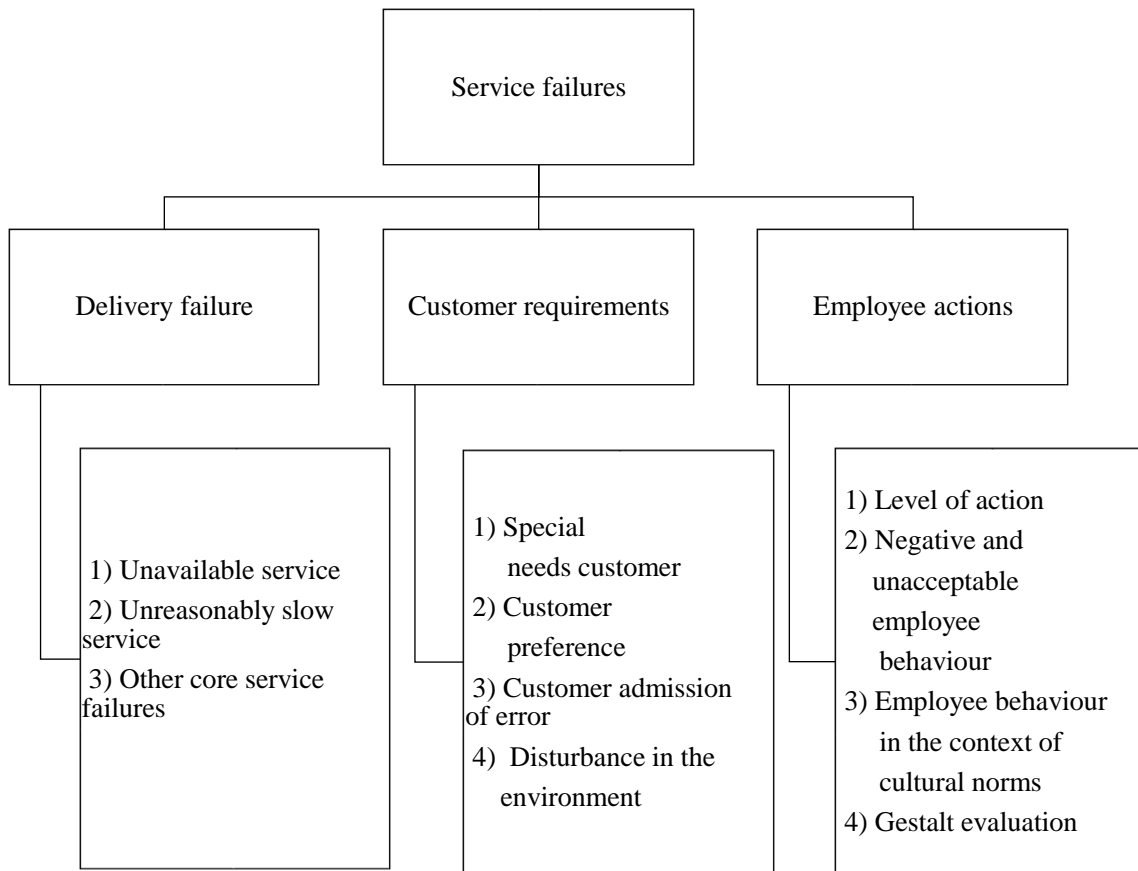 Service failures
Delivery failure
Customer requirements
Employee actions
1) Unavailable service
2) Unreasonably slow
service
3) Other core service
failures
1) Special
needs customer
2) Customer
preference
3) Customer admission
of error
4) Disturbance in the
environment
1) Level of action
2) Negative and
unacceptable
employee
behaviour
3) Employee behaviour
in the context of
cultural norms
4) Gestalt evaluation